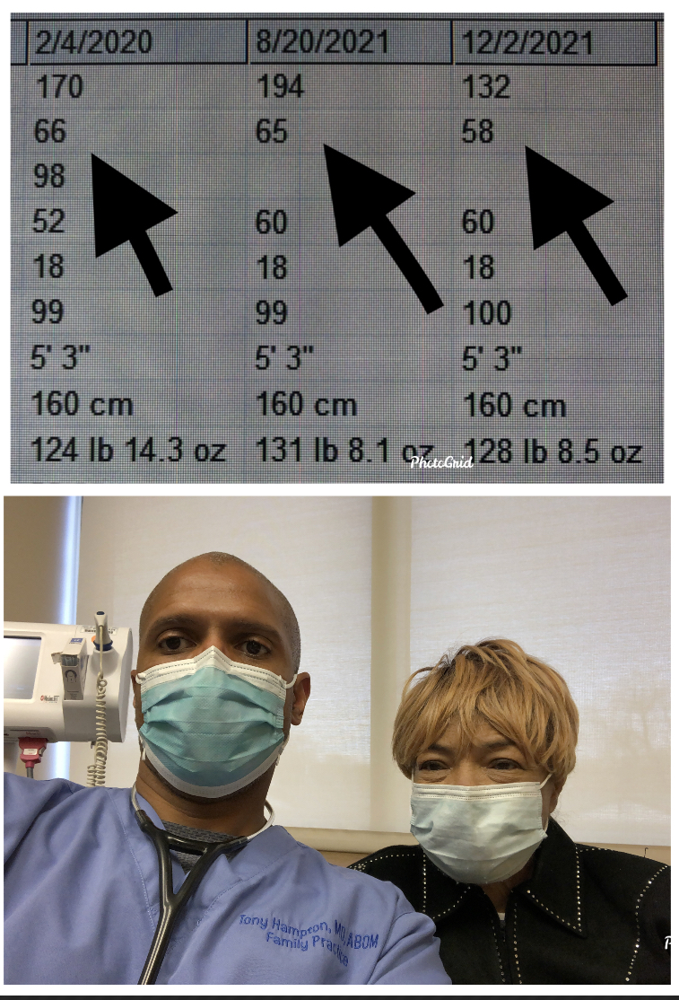 2/4/2020 8/20/2021 12/2/2021
170 194 132
66 65 58
98
52 60 60
18 18 18
99 99 100
5' 3" 5' 3" 5' 3"
160 cm 160 cm 160 cm
124 lb 14.3 oz 131 lb 8.1 oz 128 lb 8.5 oz
PhotoGrid
Tony Hampton, MD, ABOM
Family Practice